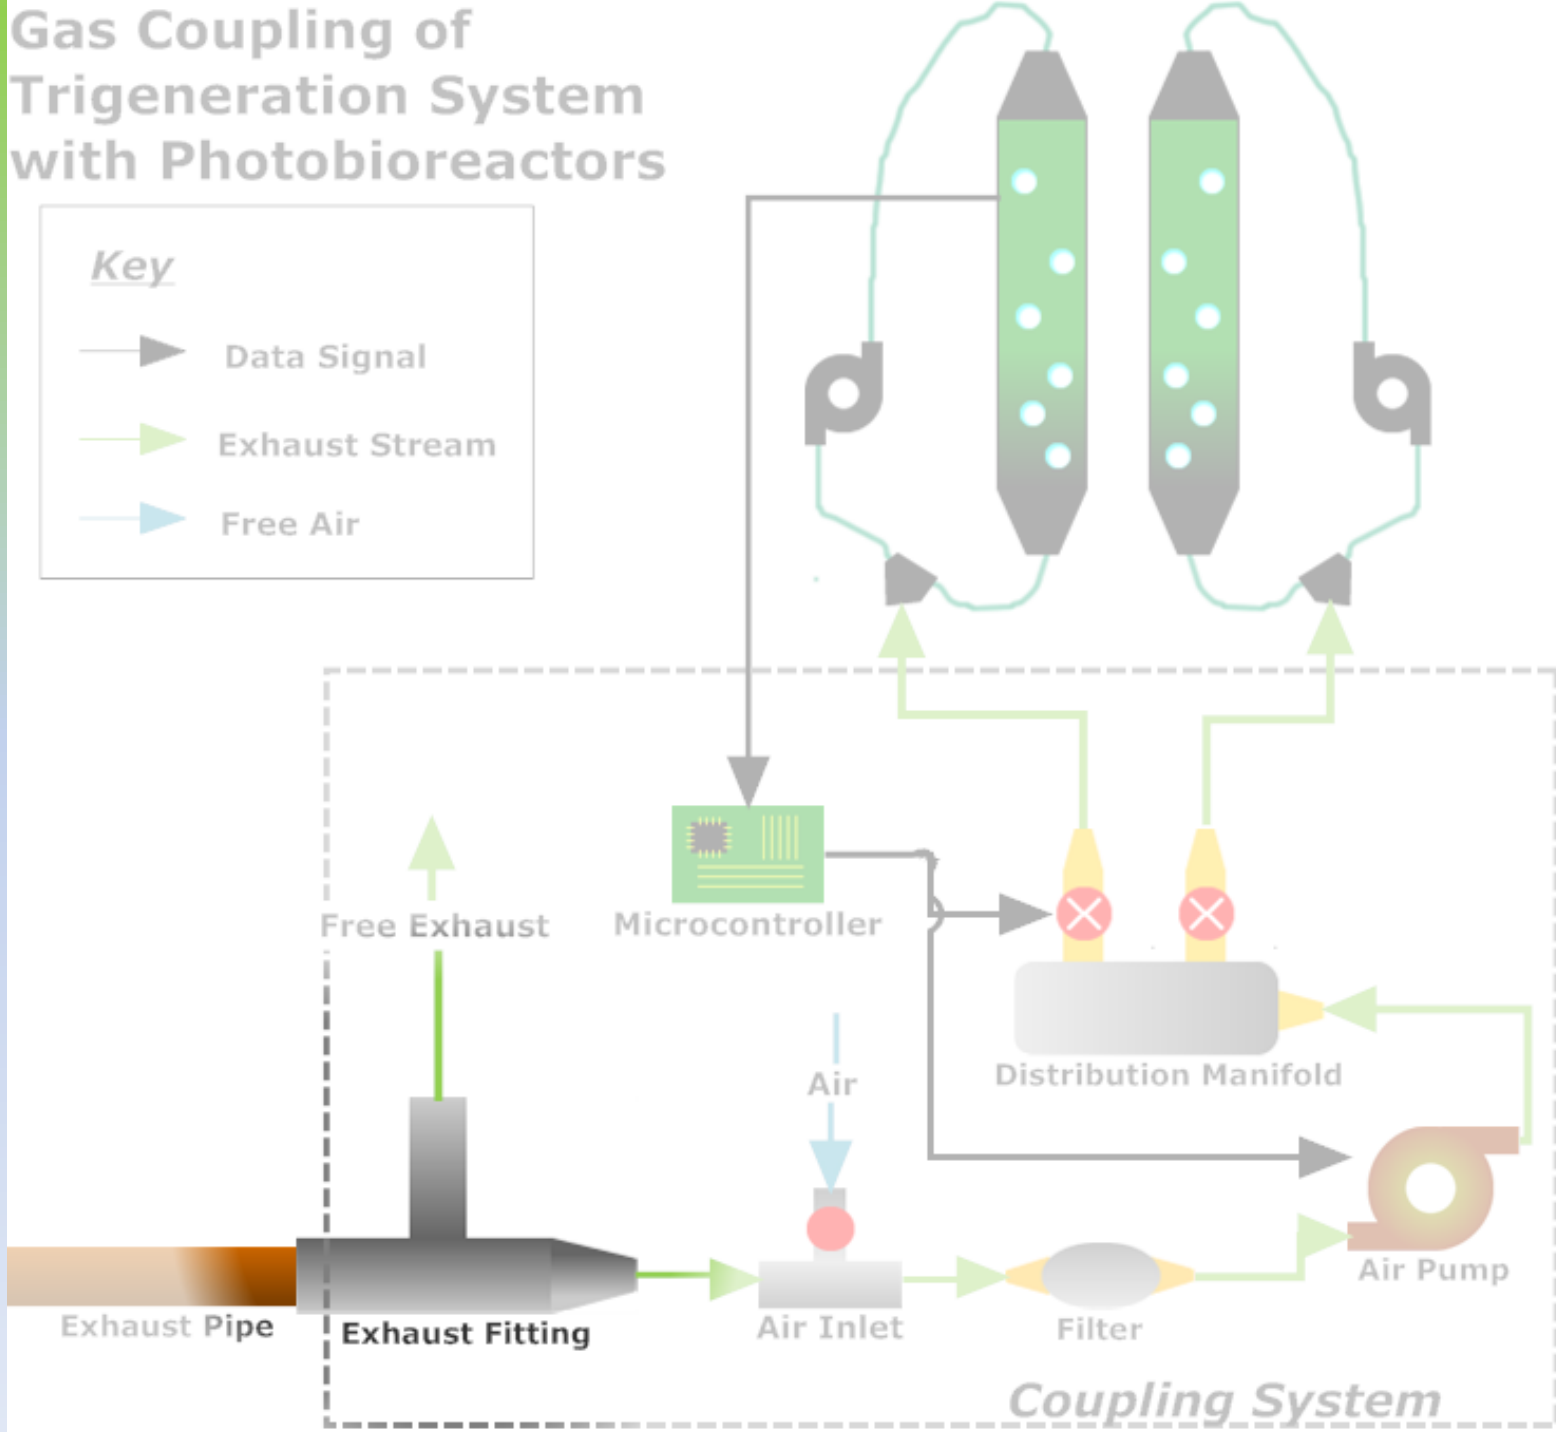 Gas Coupling of
Trigeneration System
with Photobioreactors
Key
Data Signal
Exhaust Stream
Free Air
Free Exhaust
Microcontroller
Air
Distribution Manifold
Air Pump
Exhaust Pipe
Exhaust Fitting
Air Inlet
Filter
Coupling System